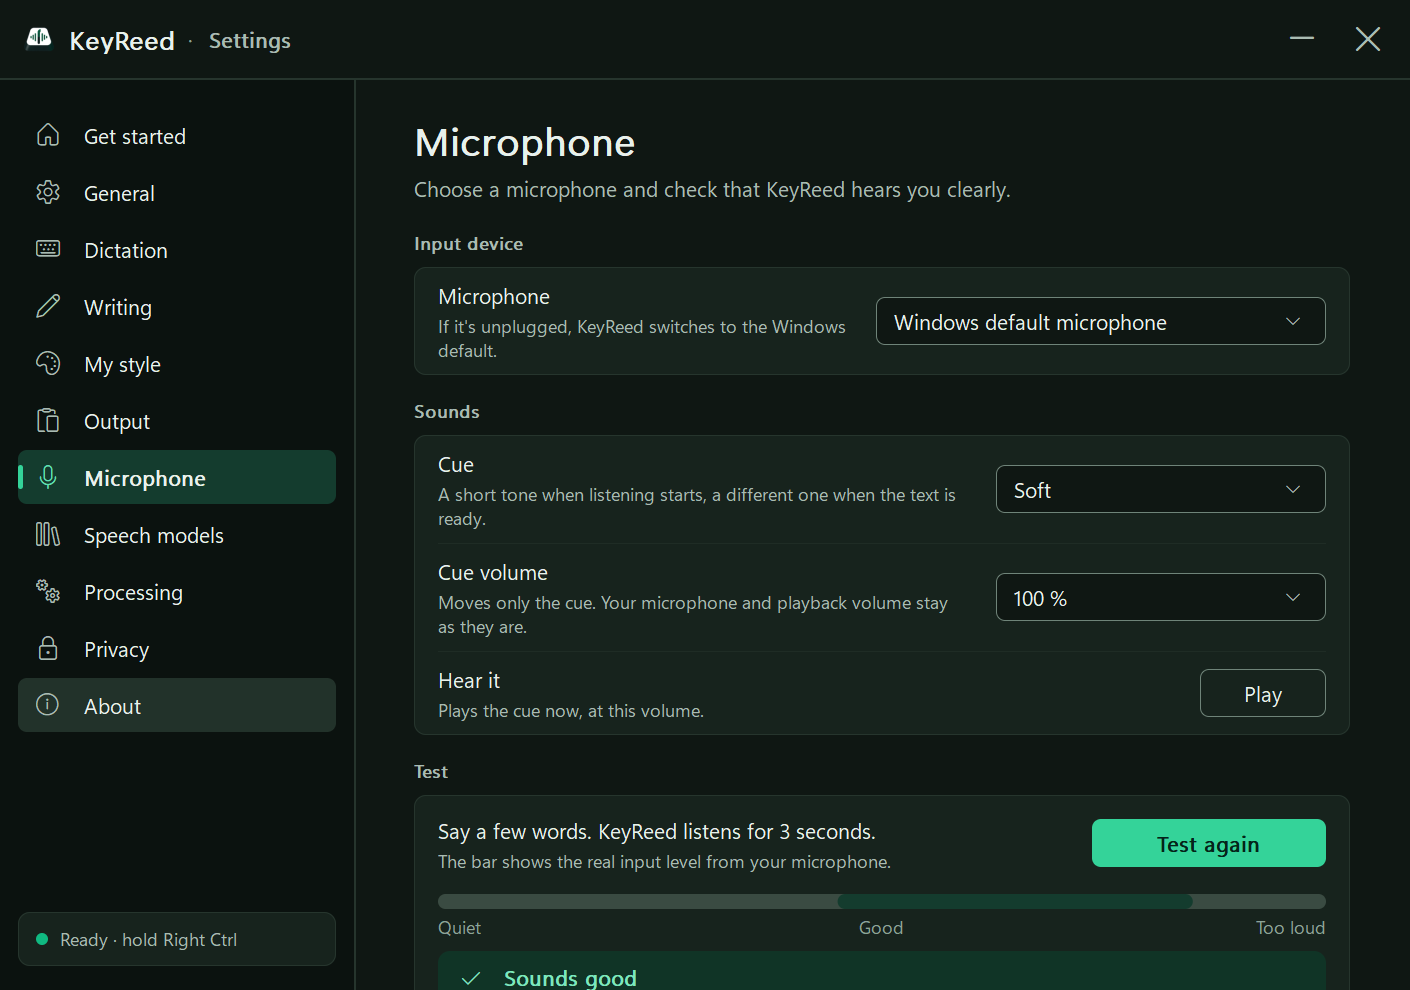 KeyReed · Settings
Get started
General
Dictation
Writing
My style
Output
Microphone
Speech models
Processing
Privacy
About
Ready · hold Right Ctrl
Microphone
Choose a microphone and check that KeyReed hears you clearly.
Input device
Microphone
If it's unplugged, KeyReed switches to the Windows
default.
Windows default microphone
Sounds
Cue
A short tone when listening starts, a different one when the text is
ready.
Soft
Cue volume
Moves only the cue. Your microphone and playback volume stay
as they are.
100 %
Hear it
Plays the cue now, at this volume.
Play
Test
Say a few words. KeyReed listens for 3 seconds.
The bar shows the real input level from your microphone.
Test again
Quiet
Good
Too loud
Sounds good